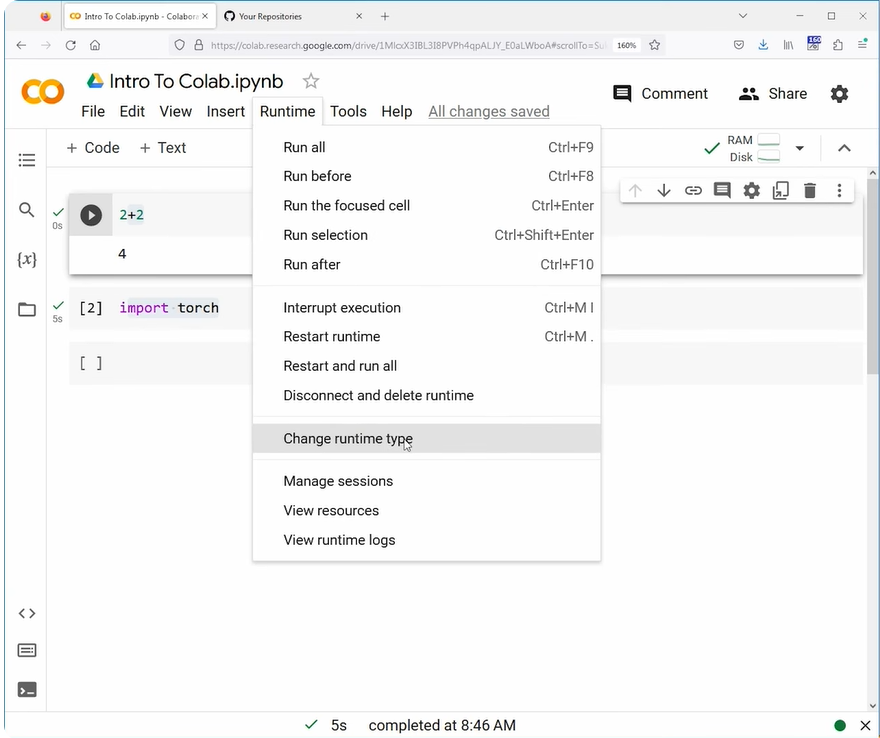 Intro To Colab.ipynb - Colabora
Your Repositories
https://colab.research.google.com/drive/1MlcxX3IBL3I8PVPh4qpALJY_E0aLWboA#scrollTo=Su
160%
160
CO
Intro To Colab.ipynb
Comment
Share
File Edit View Insert Runtime Tools Help All changes saved
+ Code + Text
RAM
Disk
Run all Ctrl+F9
Run before Ctrl+F8
Run the focused cell Ctrl+Enter
Run selection Ctrl+Shift+Enter
Run after Ctrl+F10
Interrupt execution Ctrl+M I
Restart runtime Ctrl+M .
Restart and run all
Disconnect and delete runtime
Change runtime type
Manage sessions
View resources
View runtime logs
0s
2+2
4
{x}
5s
[2] import torch
[ ]
5s completed at 8:46 AM